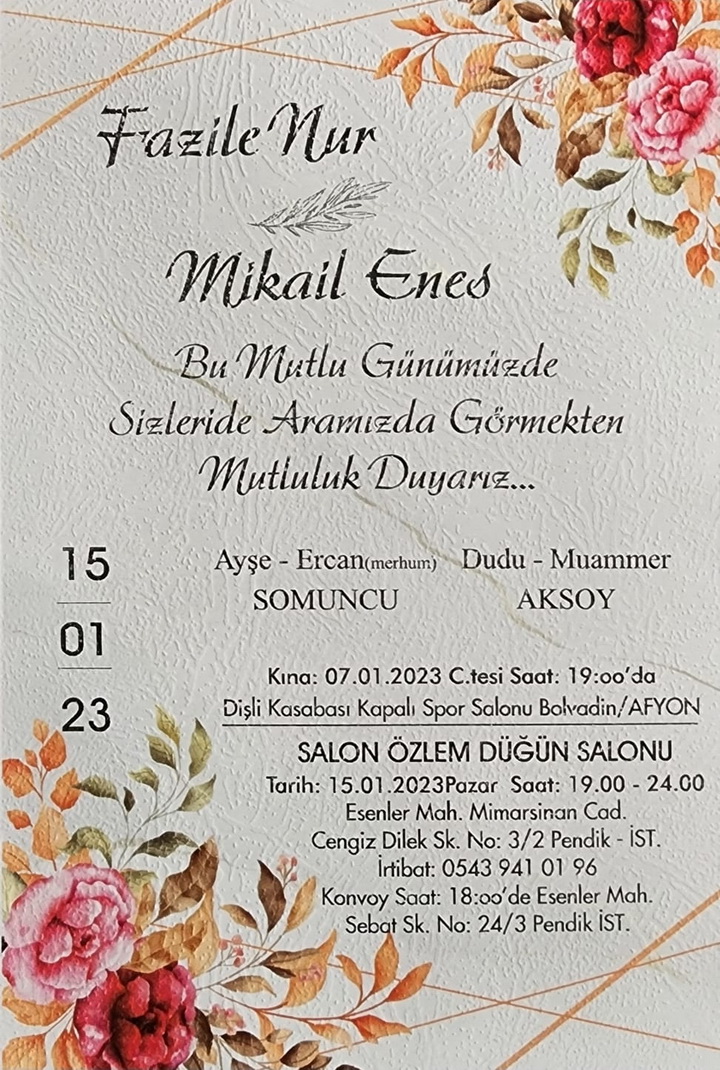 Fazile Nur
Mikail Enes
Bu Mutlu Günümüzde
Sizleride Aramızda Görmekten
Mutluluk Duyarız...
15
01
23
Ayşe - Ercan(merhum)
SOMUNCU
Dudu - Muammer
AKSOY
Kına: 07.01.2023 C.tesi Saat: 19:oo'da
Dişli Kasabası Kapalı Spor Salonu Bolvadin/AFYON
SALON ÖZLEM DÜĞÜN SALONU
Tarih: 15.01.2023Pazar Saat: 19.00 - 24.00
Esenler Mah. Mimarsinan Cad.
Cengiz Dilek Sk. No: 3/2 Pendik - İST.
İrtibat: 0543 941 01 96
Konvoy Saat: 18:oo'de Esenler Mah.
Sebat Sk. No: 24/3 Pendik İST.